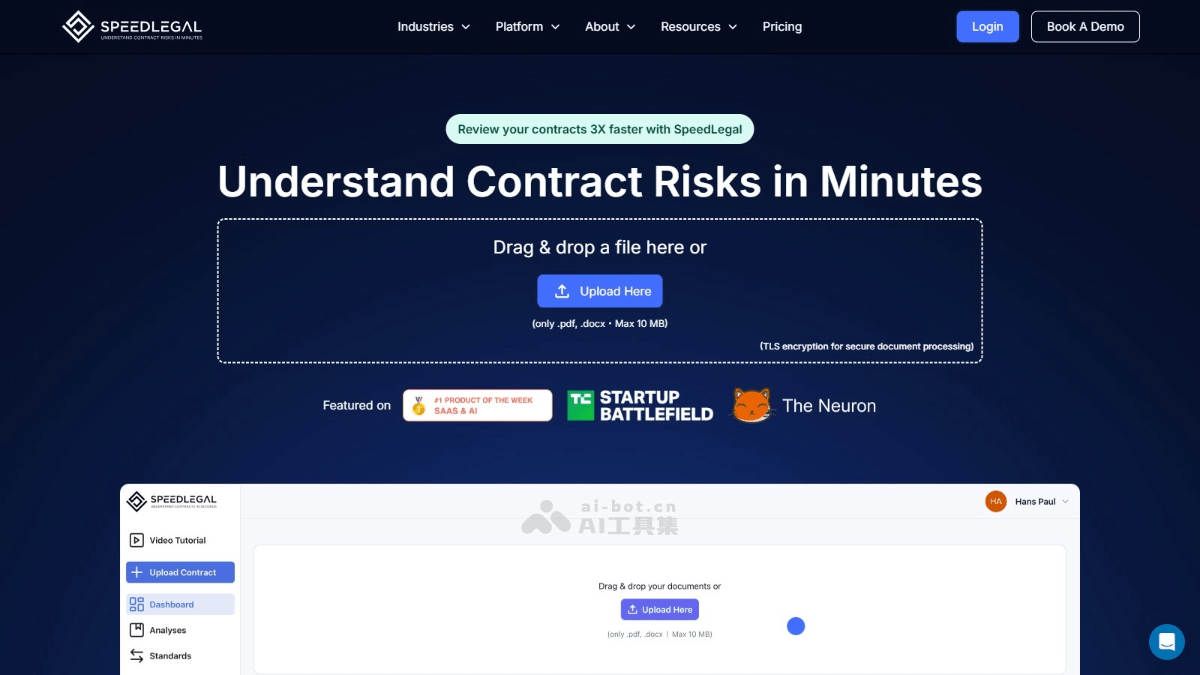 SPEEDLEGAL
UNDERSTAND CONTRACT RISKS IN MINUTES
Industries
Platform
About
Resources
Pricing
Login
Book A Demo
Review your contracts 3X faster with SpeedLegal
Understand Contract Risks in Minutes
Drag & drop a file here or
Upload Here
(only .pdf, .docx • Max 10 MB)
(TLS encryption for secure document processing)
Featured on
#1 PRODUCT OF THE WEEK
SAAS & AI
TC
STARTUP
BATTLEFIELD
The Neuron
SPEEDLEGAL
HA
Hans Paul
ai-bot.cn
AI工具集
Video Tutorial
Upload Contract
Dashboard
Analyses
Standards
Drag & drop your documents or
Upload Here
(only .pdf, .docx | Max 10 MB)